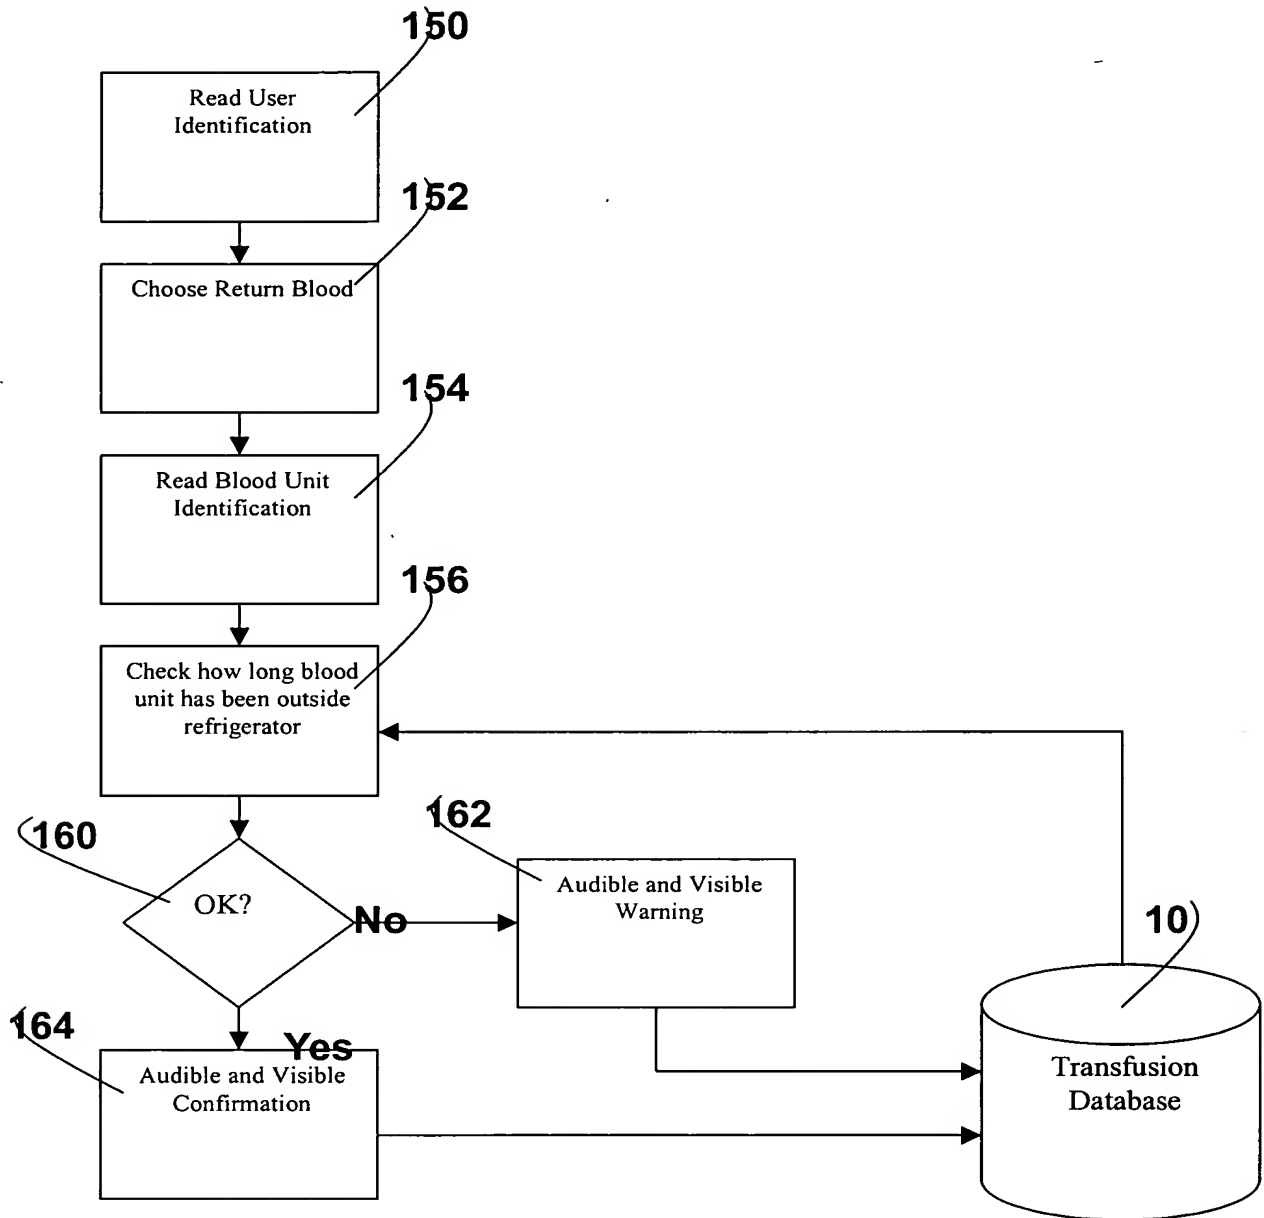 150
Read User
Identification
152
Choose Return Blood
154
Read Blood Unit
Identification
156
Check how long blood
unit has been outside
refrigerator
160
OK?
No
162
Audible and Visible
Warning
10
Transfusion
Database
164
Yes
Audible and Visible
Confirmation